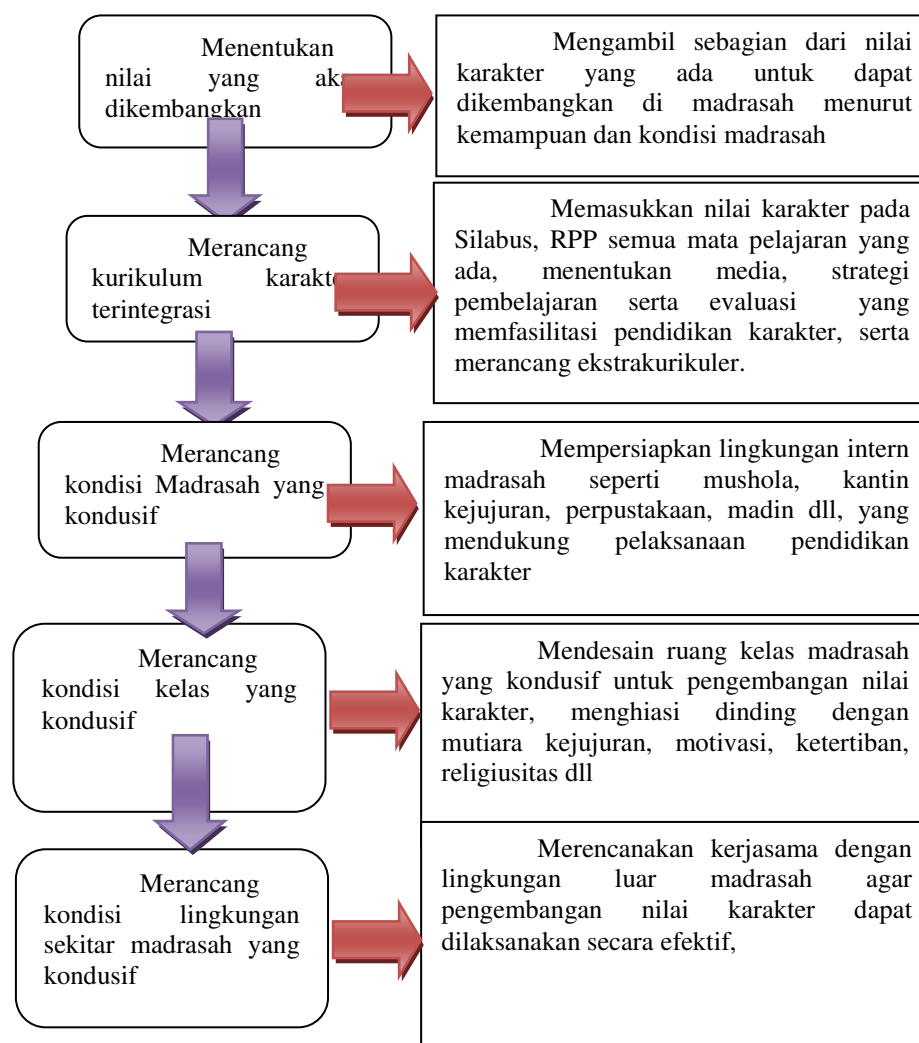 Menentukan
nilai yang aka
dikembangkan
Mengambil sebagian dari nilai
karakter yang ada untuk dapat
dikembangkan di madrasah menurut
kemampuan dan kondisi madrasah
Merancang
kurikulum karakte
terintegrasi
Memasukkan nilai karakter pada
Silabus, RPP semua mata pelajaran yang
ada, menentukan media, strategi
pembelajaran serta evaluasi yang
memfasilitasi pendidikan karakter, serta
merancang ekstrakurikuler.
Merancang
kondisi Madrasah yang
kondusif
Mempersiapkan lingkungan intern
madrasah seperti mushola, kantin
kejujuran, perpustakaan, madin dll, yang
mendukung pelaksanaan pendidikan
karakter
Merancang
kondisi kelas yang
kondusif
Mendesain ruang kelas madrasah
yang kondusif untuk pengembangan nilai
karakter, menghiasi dinding dengan
mutiara kejujuran, motivasi, ketertiban,
religiusitas dll
Merancang
kondisi lingkungan
sekitar madrasah yang
kondusif
Merencanakan kerjasama dengan
lingkungan luar madrasah agar
pengembangan nilai karakter dapat
dilaksanakan secara efektif,